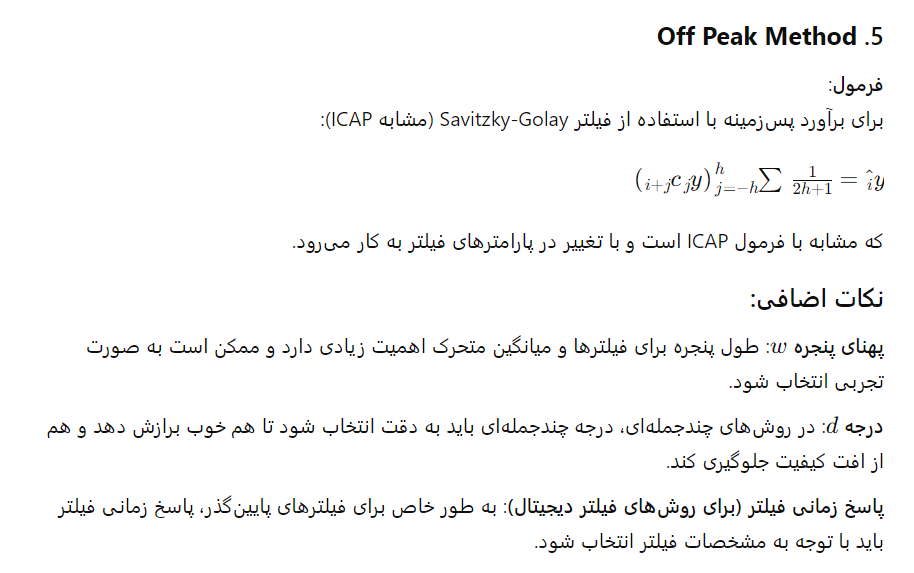 5. Off Peak Method
فرمول:
برای برآورد پس‌زمینه با استفاده از فیلتر Savitzky-Golay (مشابه ICAP):
(i+jcjy)hj=−h∑ 1/2h+1 = îy
که مشابه با فرمول ICAP است و با تغییر در پارامترهای فیلتر به کار می‌رود.
نکات اضافی:
پهنای پنجره w: طول پنجره برای فیلترها و میانگین متحرک اهمیت زیادی دارد و ممکن است به صورت
تجربی انتخاب شود.
درجه d: در روش‌های چندجمله‌ای، درجه چندجمله‌ای باید به دقت انتخاب شود تا هم خوب برازش دهد و هم
از افت کیفیت جلوگیری کند.
پاسخ زمانی فیلتر (برای روش‌های فیلتر دیجیتال): به طور خاص برای فیلترهای پایین‌گذر، پاسخ زمانی فیلتر
باید با توجه به مشخصات فیلتر انتخاب شود.